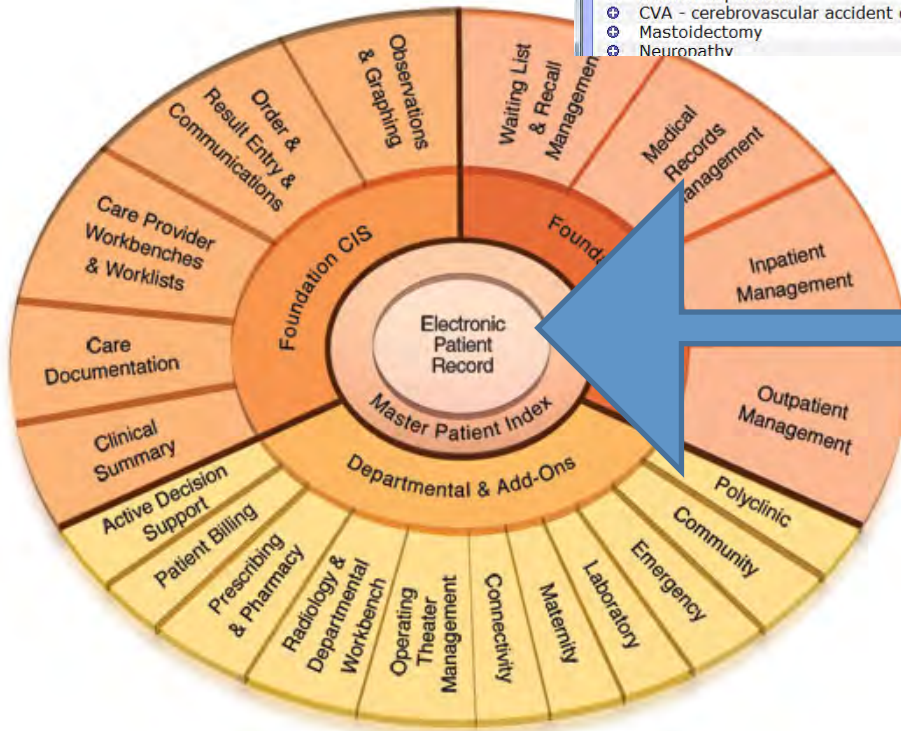 CVA - cerebrovascular accident
Mastoidectomy
Neuropathy
Observations
& Graphing
Waiting List
& Recall
Management
Order &
Result Entry &
Communications
Medical
Records
Management
Care Provider
Workbenches
& Worklists
Foundation CIS
Inpatient
Management
Electronic
Patient
Record
Care
Documentation
Master Patient Index
Outpatient
Management
Clinical
Summary
Departmental & Add-Ons
Active Decision
Support
Patient Billing
Prescribing
& Pharmacy
Radiology &
Departmental
Workbench
Operating
Theater
Management
Connectivity
Maternity
Laboratory
Emergency
Community
Polyclinic